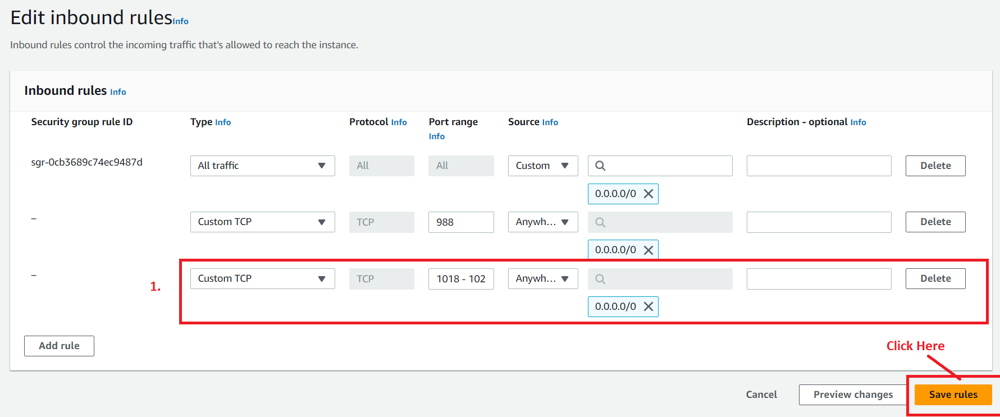 Edit inbound rules Info
Inbound rules control the incoming traffic that's allowed to reach the instance.
Inbound rules Info
Security group rule ID Type Info Protocol Info Port range Info Source Info Description - optional Info
sgr-0cb3689c74ec9487d All traffic All All Custom Delete
0.0.0.0/0
– Custom TCP TCP 988 Anywh... Delete
0.0.0.0/0
– Custom TCP TCP 1018 - 102 Anywh... Delete
1.
0.0.0.0/0
Add rule
Click Here
Cancel Preview changes Save rules